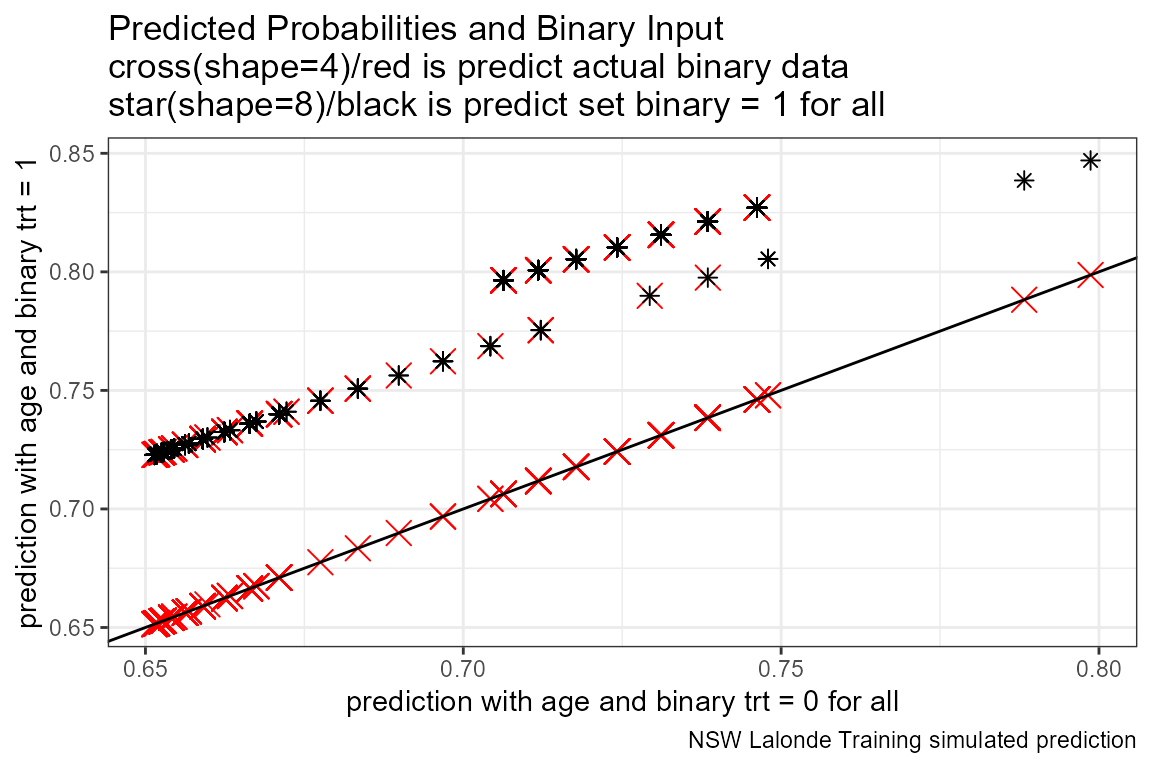 Predicted Probabilities and Binary Input
cross(shape=4)/red is predict actual binary data
star(shape=8)/black is predict set binary = 1 for all
prediction with age and binary trt = 1
0.85
0.80
0.75
0.70
0.65
0.65
0.70
0.75
0.80
prediction with age and binary trt = 0 for all
NSW Lalonde Training simulated prediction